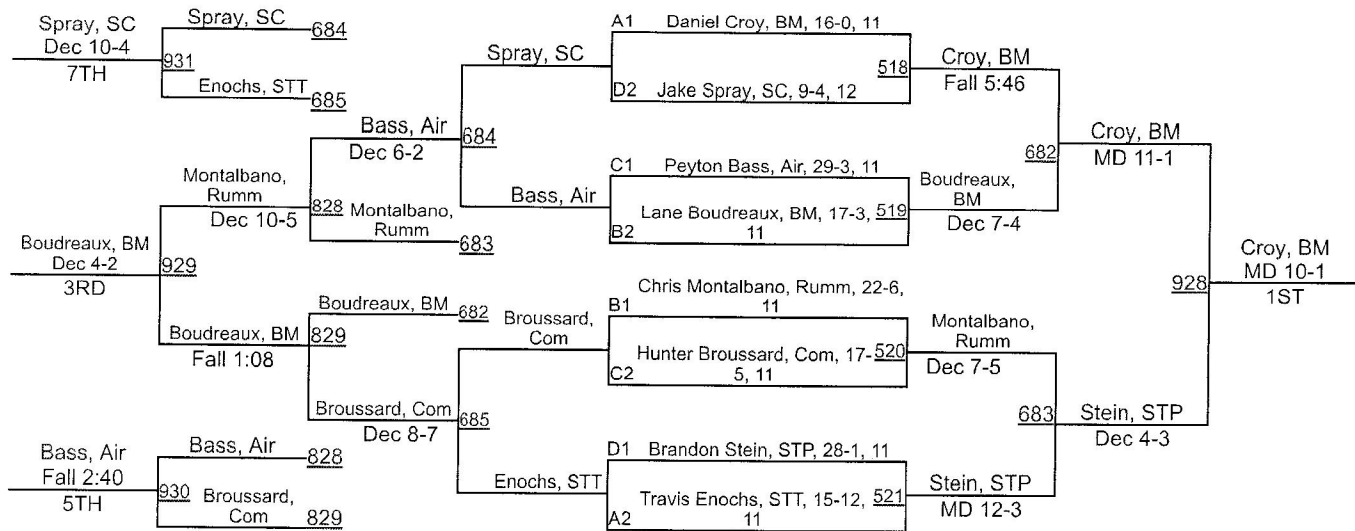 Spray, SC
Dec 10-4
7TH
931
Spray, SC
684
Enochs, STT
685
Boudreaux, BM
Dec 4-2
3RD
929
Montalbano,
Rumm
Dec 10-5
828
Bass, Air
Dec 6-2
684
Montalbano,
Rumm
683
Boudreaux, BM
Fall 1:08
829
Boudreaux, BM
682
Broussard, Com
Dec 8-7
685
Bass, Air
Fall 2:40
5TH
930
Bass, Air
828
Broussard,
Com
829
Spray, SC
Bass, Air
Broussard,
Com
Enochs, STT
A1
Daniel Croy, BM, 16-0, 11
518
D2
Jake Spray, SC, 9-4, 12
C1
Peyton Bass, Air, 29-3, 11
519
Lane Boudreaux, BM, 17-3,
B2
11
Chris Montalbano, Rumm, 22-6,
B1
11
520
Hunter Broussard, Com, 17-
C2
5, 11
D1
Brandon Stein, STP, 28-1, 11
521
Travis Enochs, STT, 15-12,
A2
11
Croy, BM
Fall 5:46
Boudreaux,
BM
Dec 7-4
682
Montalbano,
Rumm
Dec 7-5
Stein, STP
MD 12-3
683
Croy, BM
MD 11-1
Stein, STP
Dec 4-3
928
Croy, BM
MD 10-1
1ST